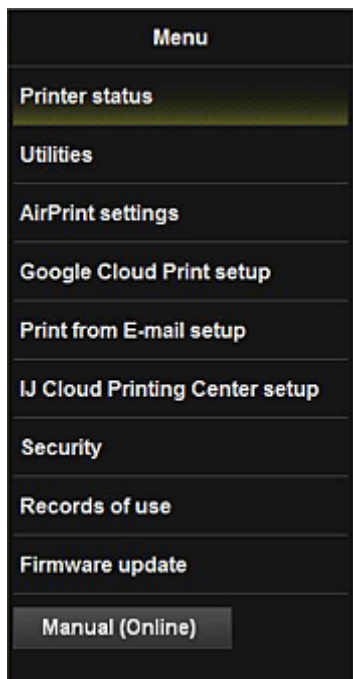 Menu
Printer status
Utilities
AirPrint settings
Google Cloud Print setup
Print from E-mail setup
IJ Cloud Printing Center setup
Security
Records of use
Firmware update
Manual (Online)